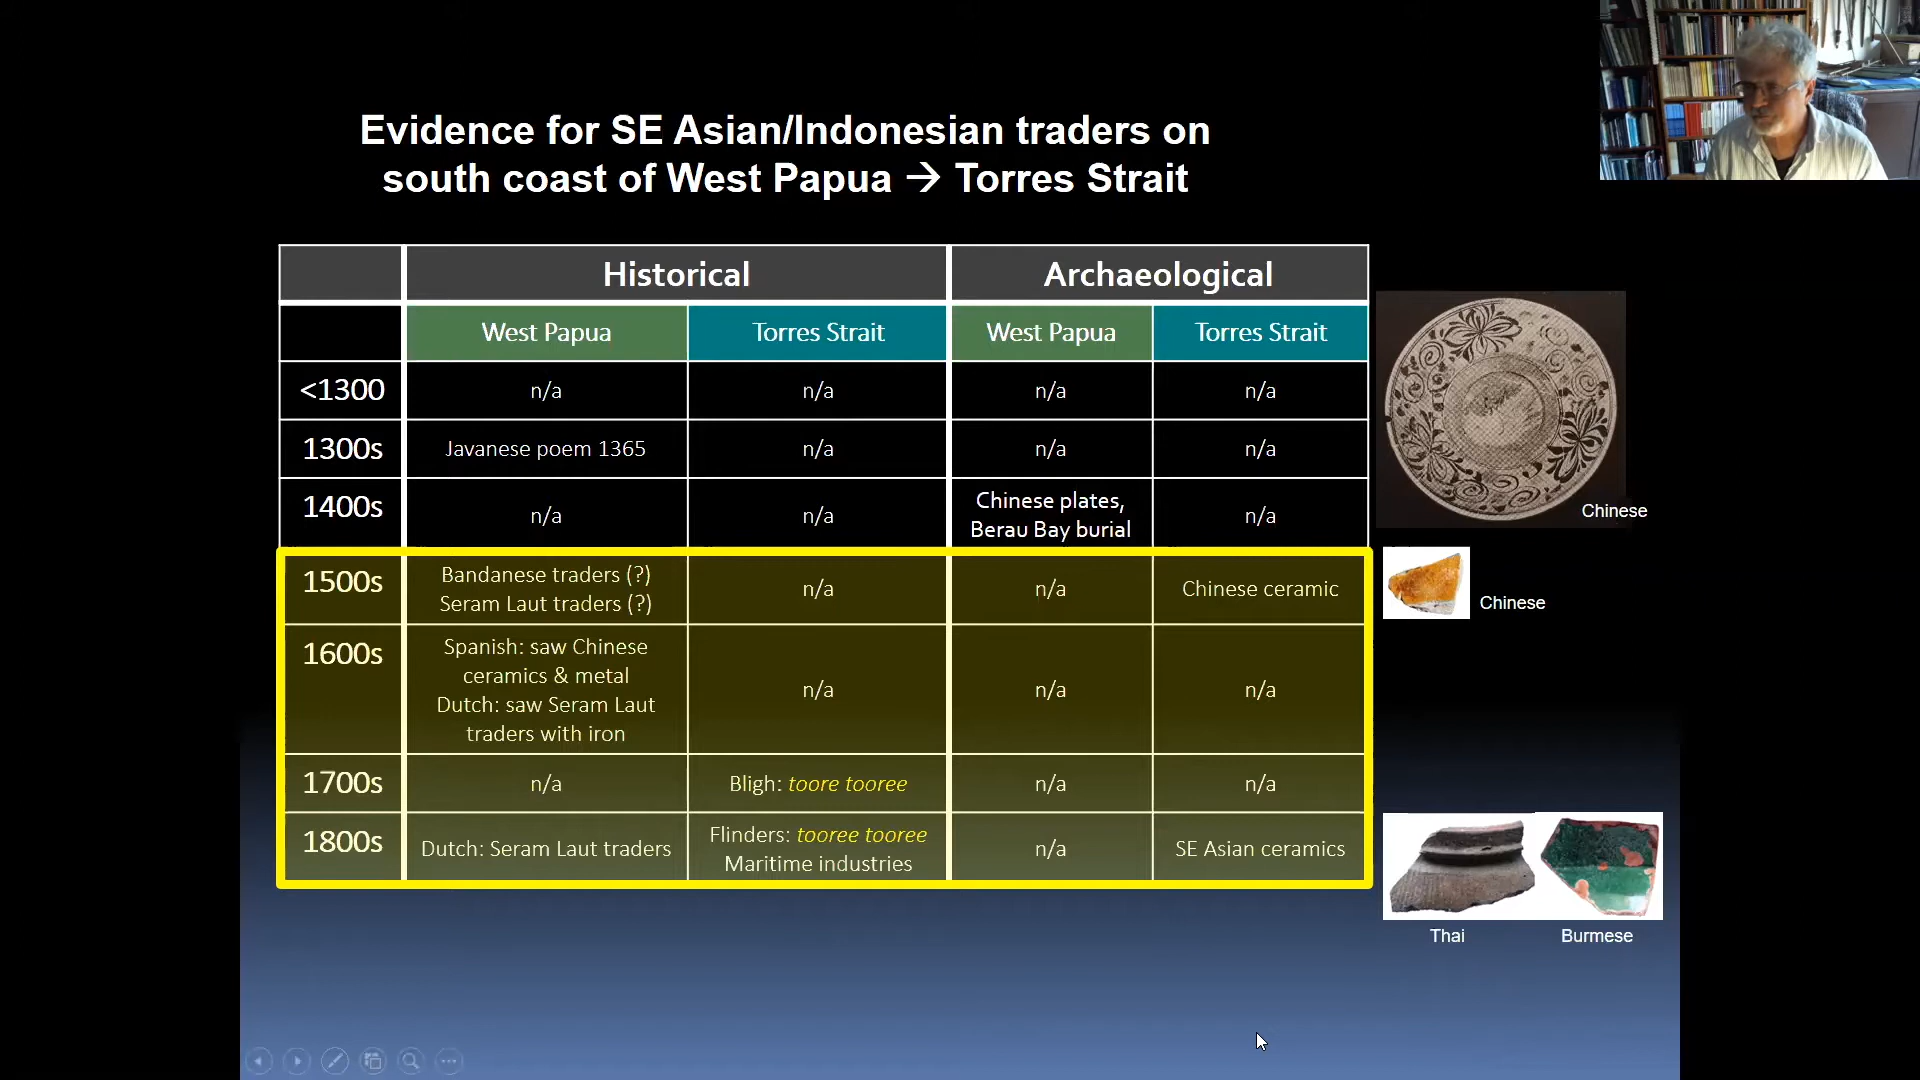 Evidence for SE Asian/Indonesian traders on
south coast of West Papua → Torres Strait
Historical
Archaeological
West Papua
Torres Strait
West Papua
Torres Strait
<1300
n/a
n/a
n/a
n/a
1300s
Javanese poem 1365
n/a
n/a
n/a
1400s
n/a
n/a
Chinese plates,
Berau Bay burial
n/a
Chinese
1500s
Bandanese traders (?)
Seram Laut traders (?)
n/a
n/a
Chinese ceramic
Chinese
1600s
Spanish: saw Chinese
ceramics & metal
Dutch: saw Seram Laut
traders with iron
n/a
n/a
n/a
1700s
n/a
Bligh: toore tooree
n/a
n/a
1800s
Dutch: Seram Laut traders
Flinders: tooree tooree
Maritime industries
n/a
SE Asian ceramics
Thai
Burmese